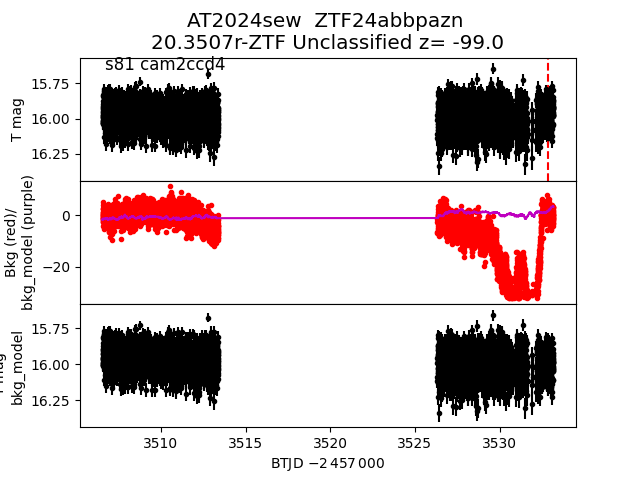 AT2024sew  ZTF24abbpazn
20.3507r-ZTF Unclassified z= -99.0
s81 cam2ccd4
15.75
16.00
16.25
T mag
0
−20
Bkg (red)/
bkg_model (purple)
15.75
16.00
16.25
mag
bkg_model
3510
3515
3520
3525
3530
BTJD −2 457 000